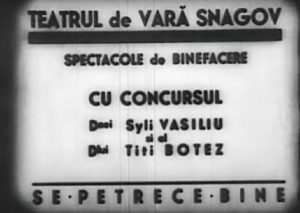 TEATRUL de VARĂ SNAGOV
SPECTACOLE de BINEFACERE
CU CONCURSUL
Dnei Syli VASILIU
si al
Dlui Titi BOTEZ
SE·PETRECE·BINE